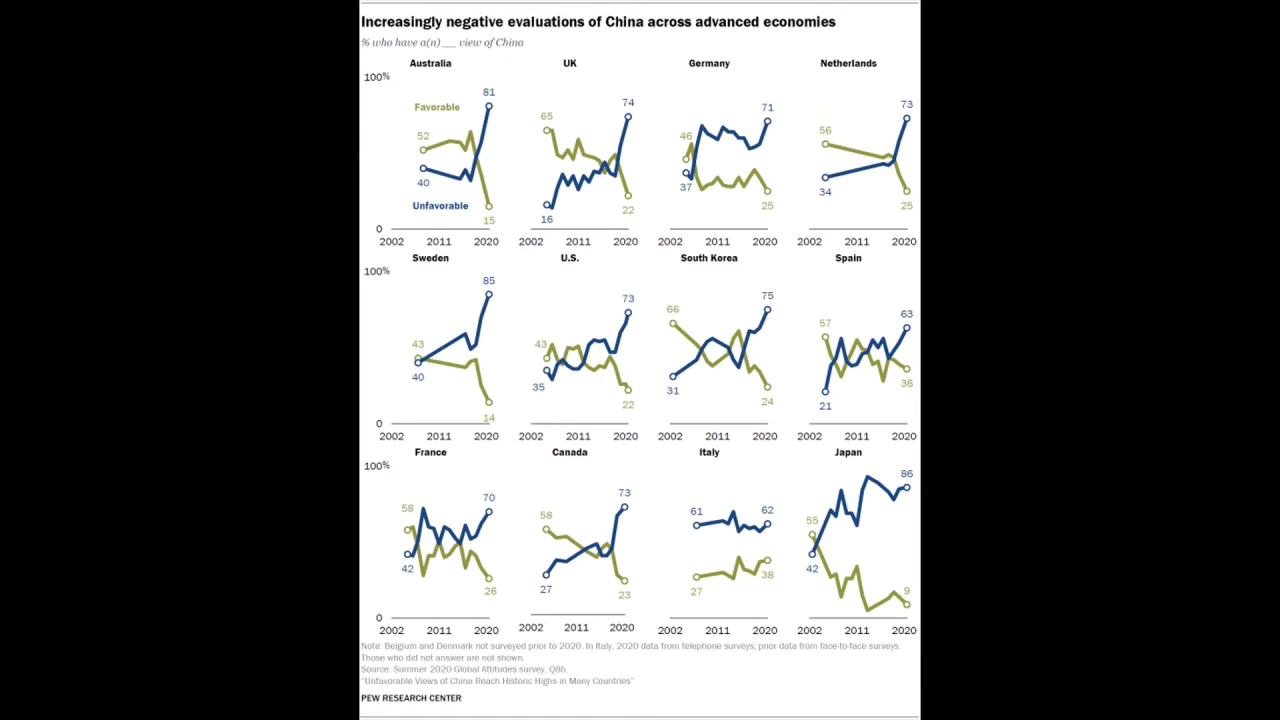 Increasingly negative evaluations of China across advanced economies
% who have a(n) __ view of China
Australia UK Germany Netherlands
100%
Favorable
Unfavorable
52 81 40 15
65 74 16 22
46 71 37 25
56 73 34 25
0
2002 2011 2020 2002 2011 2020 2002 2011 2020 2002 2011 2020
Sweden U.S. South Korea Spain
100%
43 85 40 14
43 73 35 22
66 75 31 24
57 63 21 36
0
2002 2011 2020 2002 2011 2020 2002 2011 2020 2002 2011 2020
France Canada Italy Japan
100%
58 70 42 26
58 73 27 23
61 62 27 38
55 86 42 9
0
2002 2011 2020 2002 2011 2020 2002 2011 2020 2002 2011 2020
Note: Belgium and Denmark not surveyed prior to 2020. In Italy, 2020 data from telephone surveys, prior data from face-to-face surveys.
Those who did not answer are not shown.
Source: Summer 2020 Global Attitudes survey. Q8b.
"Unfavorable Views of China Reach Historic Highs in Many Countries"
PEW RESEARCH CENTER